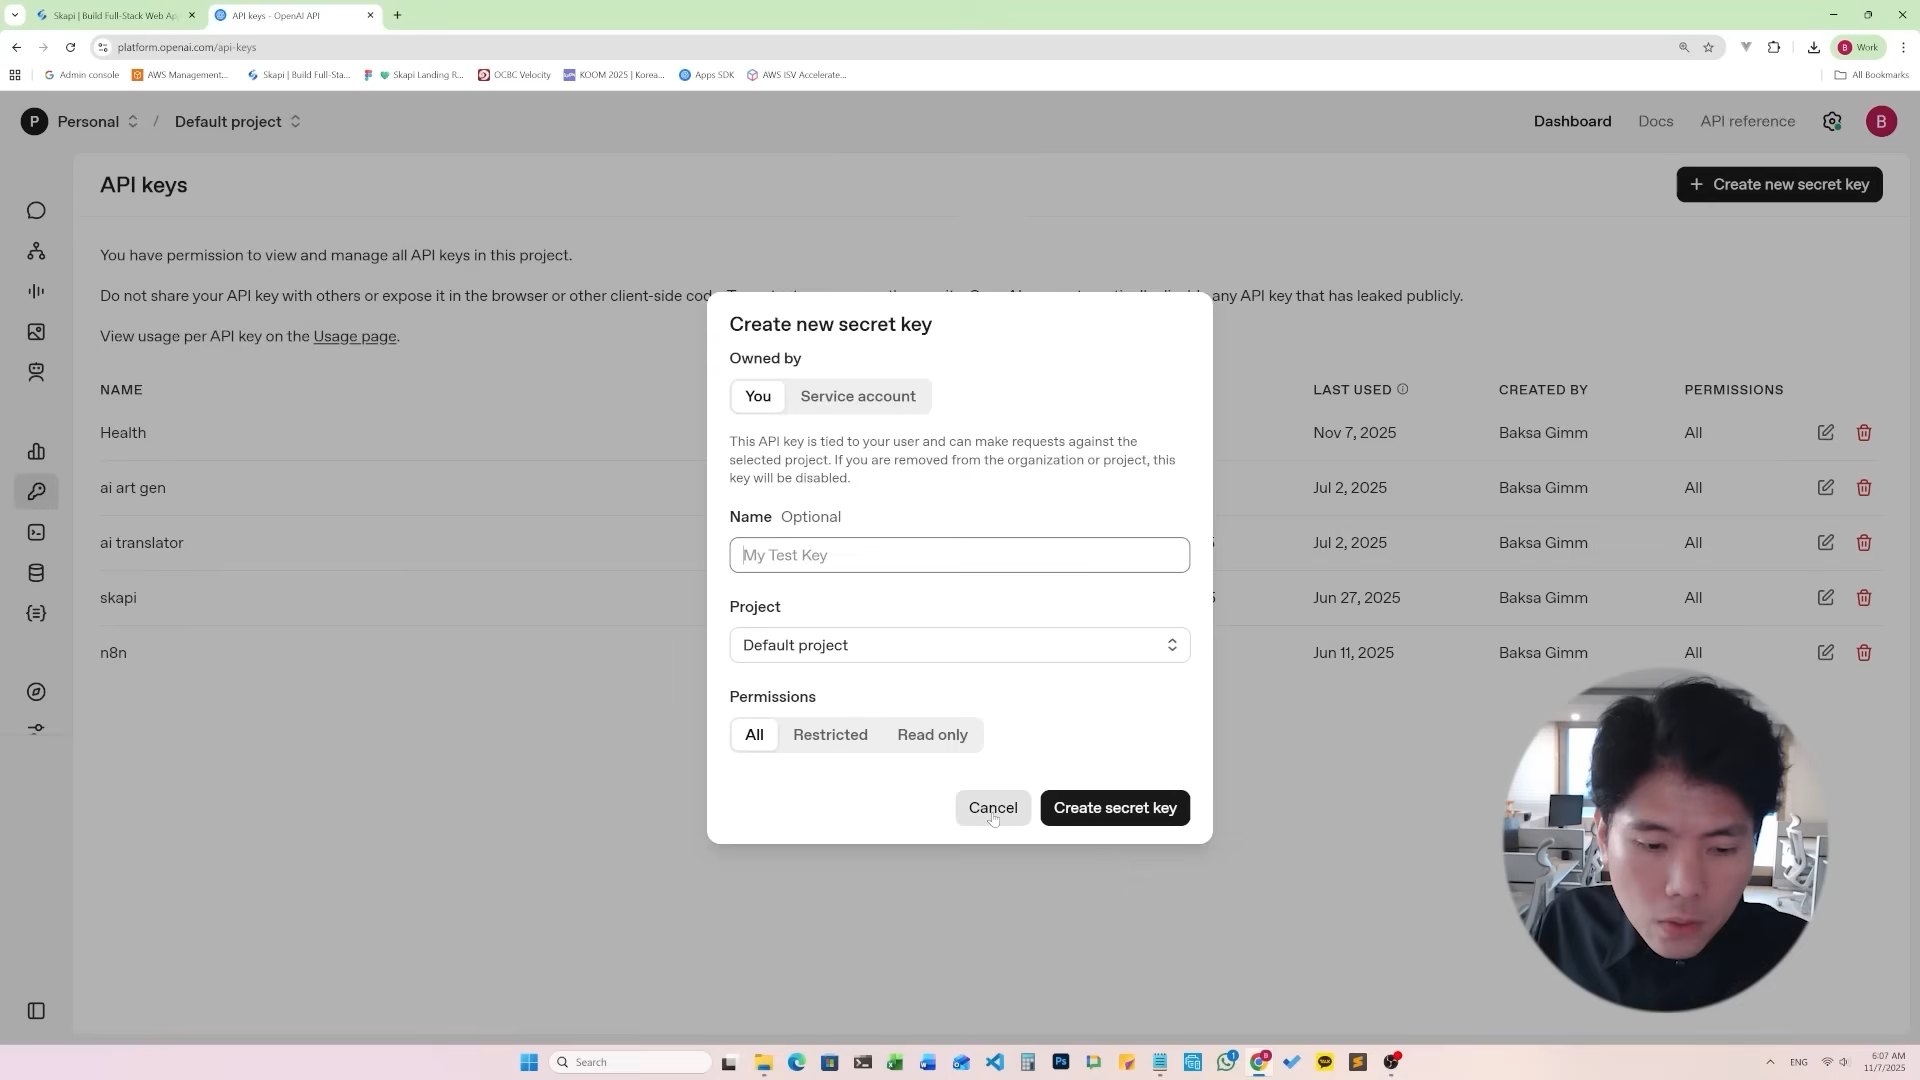 Skapi | Build Full-Stack Web Ap
API keys - OpenAI API
platform.openai.com/api-keys
B Work
Admin console
AWS Management...
Skapi | Build Full-Sta...
Skapi Landing R...
OCBC Velocity
KOOM 2025 | Korea...
Apps SDK
AWS ISV Accelerate...
All Bookmarks
P Personal / Default project
Dashboard Docs API reference B
API keys
+ Create new secret key
You have permission to view and manage all API keys in this project.
Do not share your API key with others or expose it in the browser or other client-side cod any API key that has leaked publicly.
View usage per API key on the Usage page.
NAME LAST USED CREATED BY PERMISSIONS
Health Nov 7, 2025 Baksa Gimm All
ai art gen Jul 2, 2025 Baksa Gimm All
ai translator Jul 2, 2025 Baksa Gimm All
skapi Jun 27, 2025 Baksa Gimm All
n8n Jun 11, 2025 Baksa Gimm All
Create new secret key
Owned by
You Service account
This API key is tied to your user and can make requests against the
selected project. If you are removed from the organization or project, this
key will be disabled.
Name Optional
My Test Key
Project
Default project
Permissions
All Restricted Read only
Cancel Create secret key
Search
ENG
6:07 AM
11/7/2025